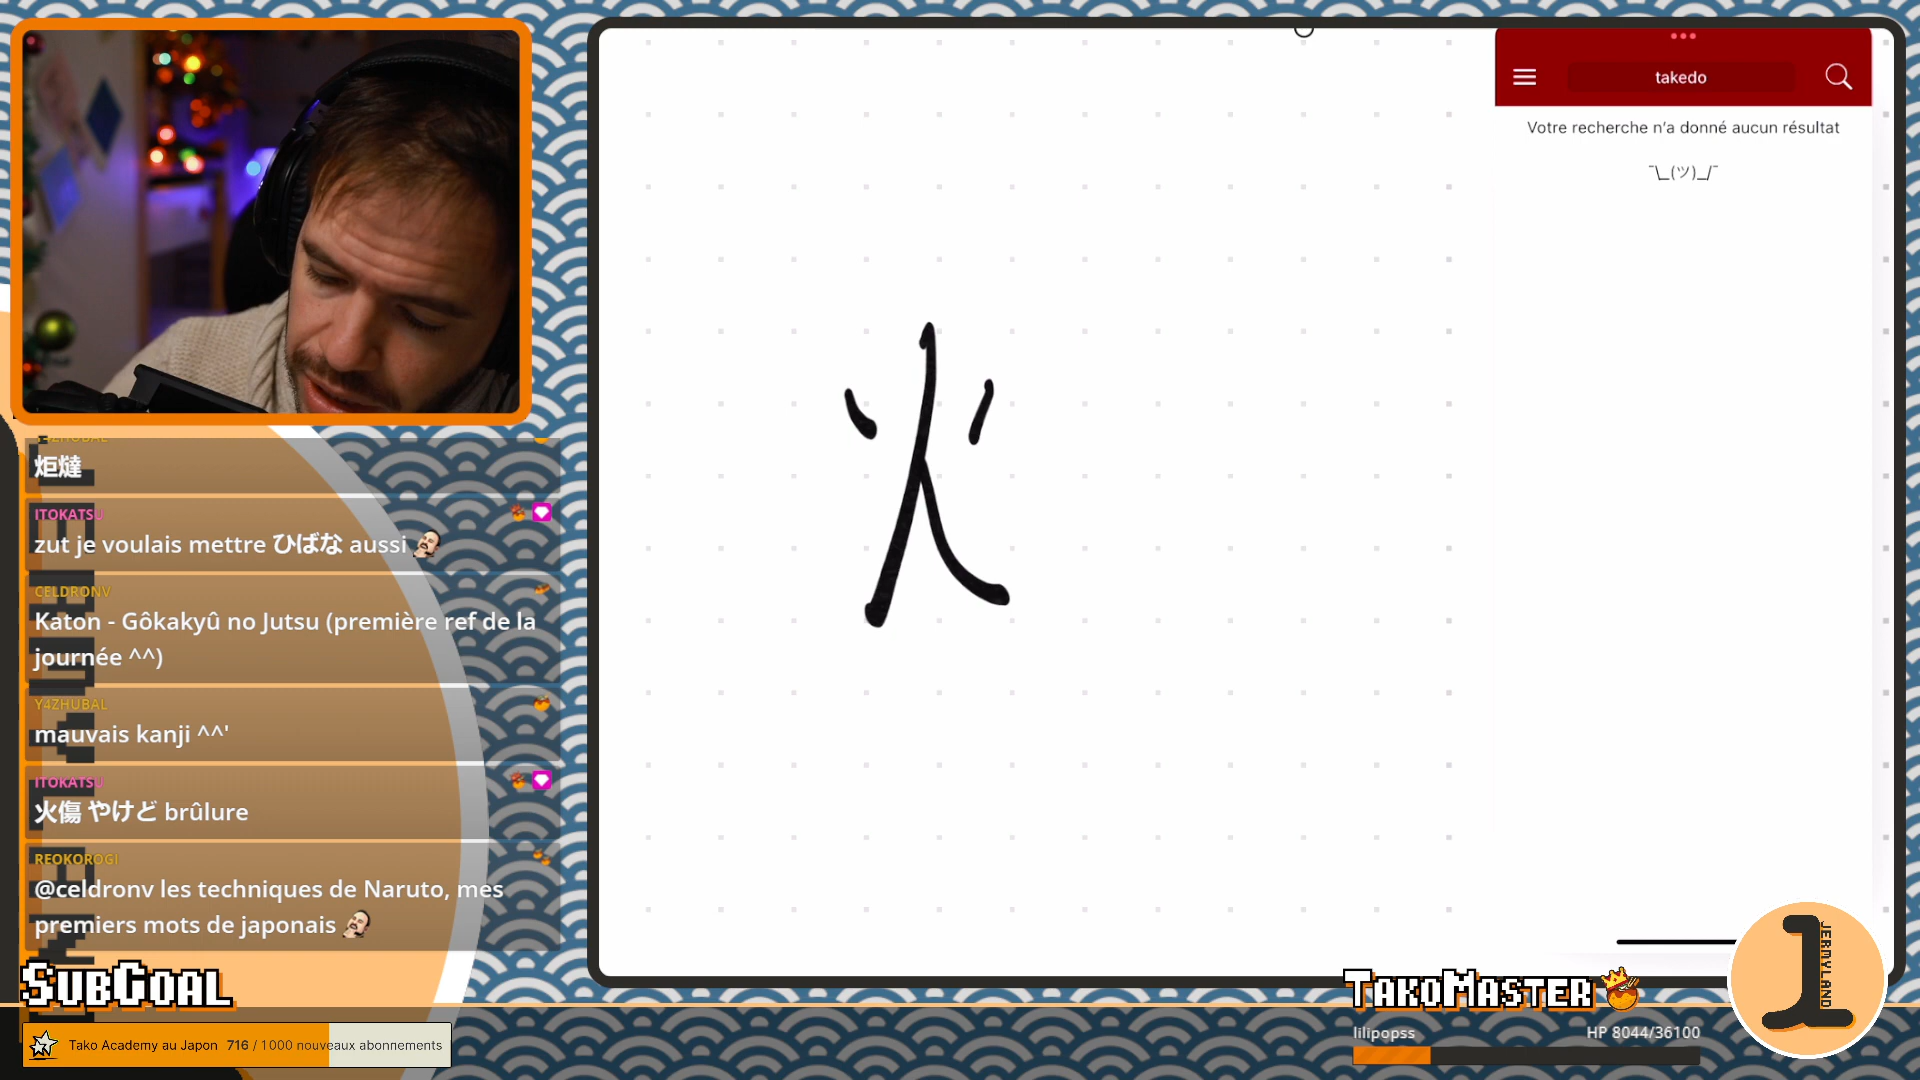 takedo
Votre recherche n'a donné aucun résultat
¯\_(ツ)_/¯
火
炬燵
ITOKATSU
zut je voulais mettre ひばな aussi
CELDRONV
Katon - Gôkakyû no Jutsu (première ref de la
journée ^^)
Y4ZHUBAL
mauvais kanji ^^'
ITOKATSU
火傷 やけど brûlure
REOKOROGI
@celdronv les techniques de Naruto, mes
premiers mots de japonais
SUBGOAL
Tako Academy au Japon 716 / 1000 nouveaux abonnements
TAKOMASTER
lilipopss HP 8044/36100
JEREMYLAND